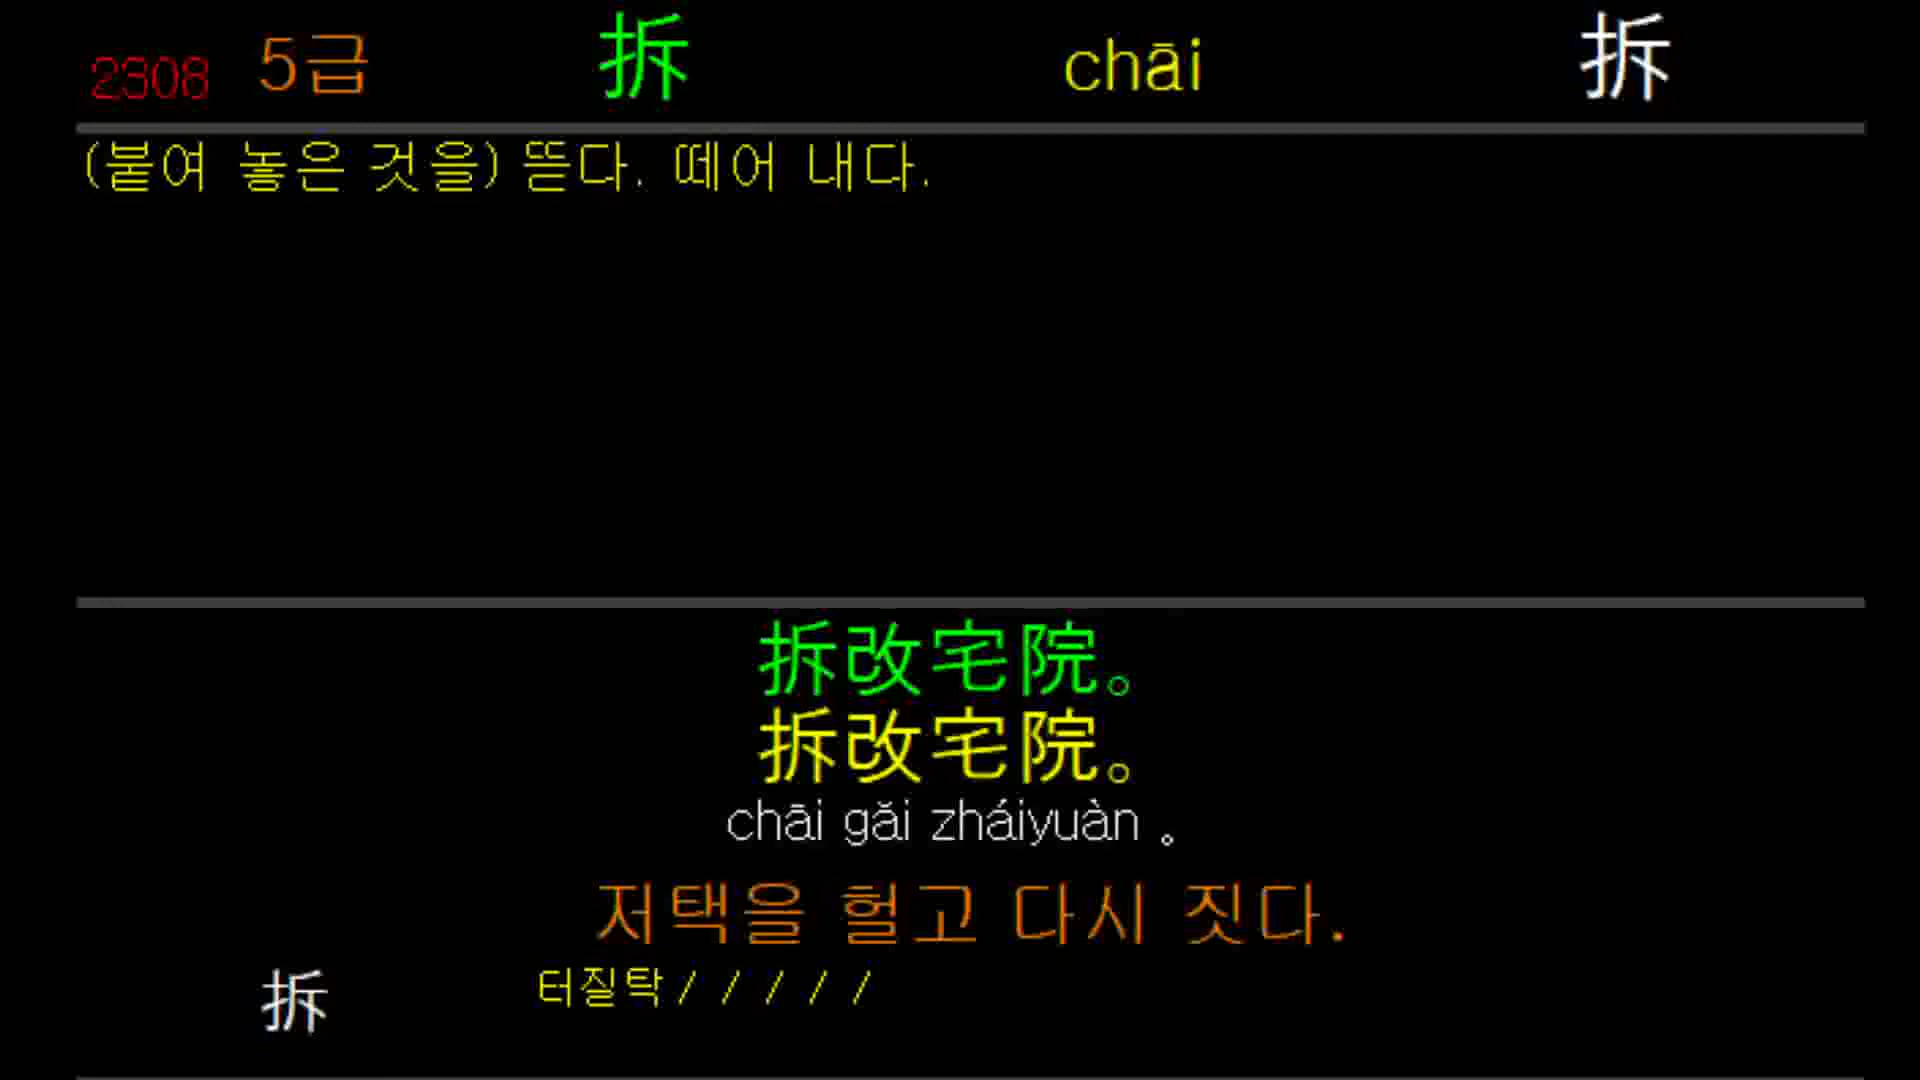 2308 5급 拆 chāi 拆
(붙여 놓은 것을) 뜯다. 떼어 내다.
拆改宅院。
拆改宅院。
chāi gǎi zháiyuàn 。
저택을 헐고 다시 짓다.
拆 터질탁/ / / / /